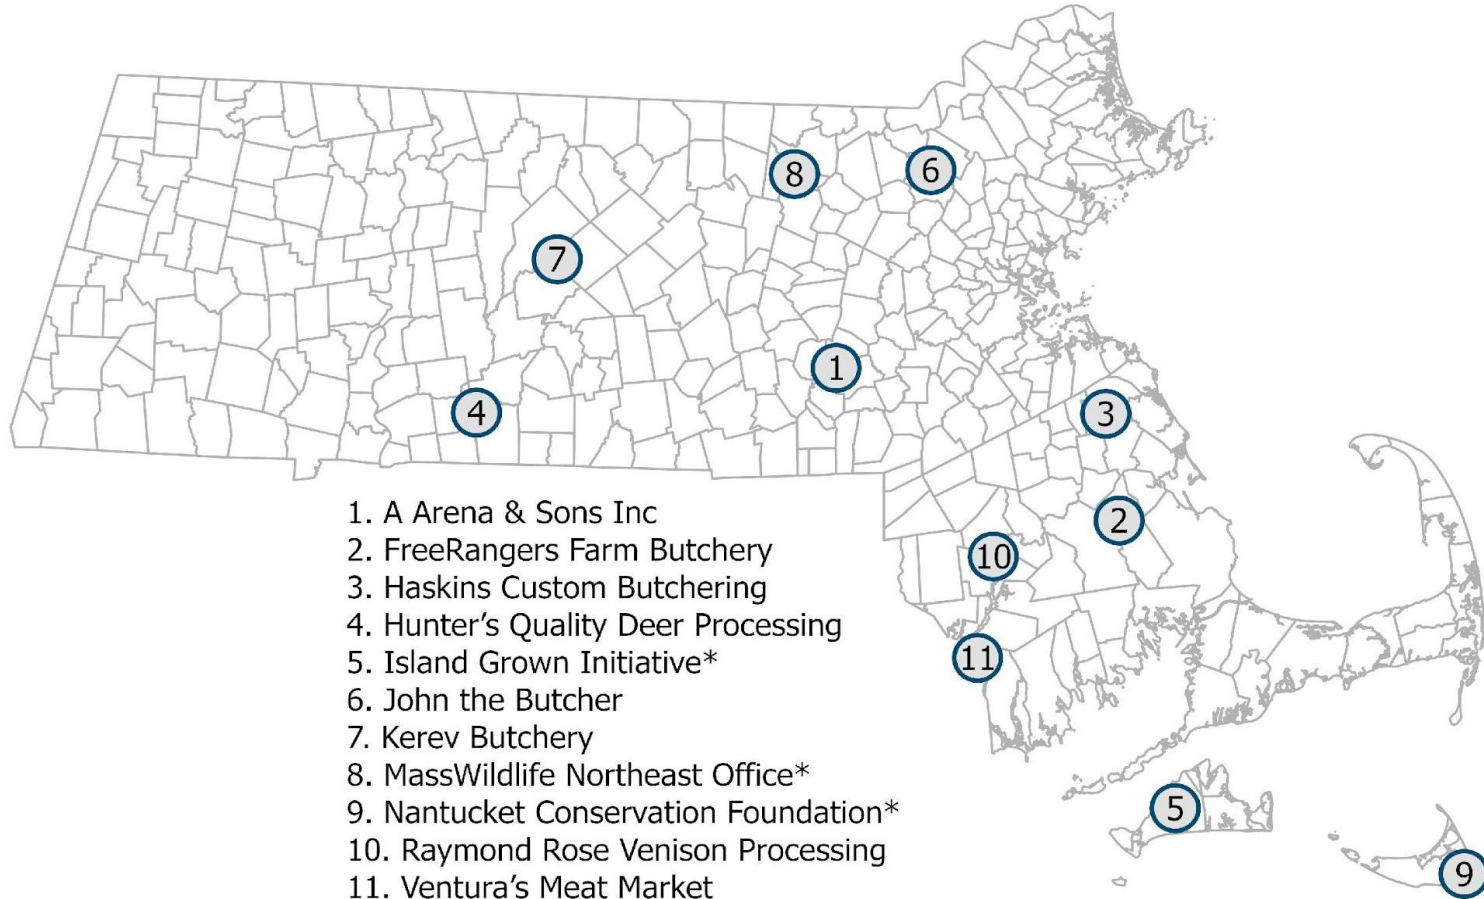 8
6
7
1
4
3
2
10
11
5
9
1. A Arena & Sons Inc
2. FreeRangers Farm Butchery
3. Haskins Custom Butchering
4. Hunter’s Quality Deer Processing
5. Island Grown Initiative*
6. John the Butcher
7. Kerev Butchery
8. MassWildlife Northeast Office*
9. Nantucket Conservation Foundation*
10. Raymond Rose Venison Processing
11. Ventura’s Meat Market